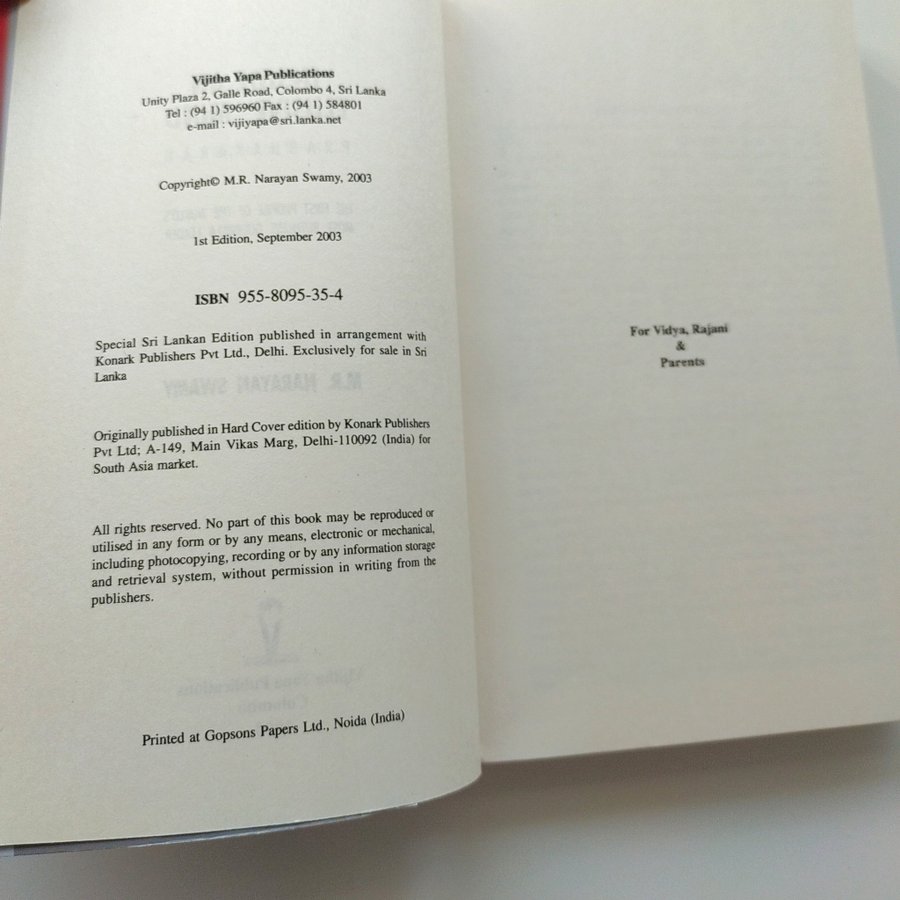 Vijitha Yapa Publications
Unity Plaza 2, Galle Road, Colombo 4, Sri Lanka
Tel : (94 1) 596960 Fax : (94 1) 584801
e-mail : vijiyapa@sri.lanka.net
Copyright© M.R. Narayan Swamy, 2003
1st Edition, September 2003
ISBN 955-8095-35-4
Special Sri Lankan Edition published in arrangement with
Konark Publishers Pvt Ltd., Delhi. Exclusively for sale in Sri
Lanka
Originally published in Hard Cover edition by Konark Publishers
Pvt Ltd; A-149, Main Vikas Marg, Delhi-110092 (India) for
South Asia market.
All rights reserved. No part of this book may be reproduced or
utilised in any form or by any means, electronic or mechanical,
including photocopying, recording or by any information storage
and retrieval system, without permission in writing from the
publishers.
Printed at Gopsons Papers Ltd., Noida (India)
For Vidya, Rajani
&
Parents